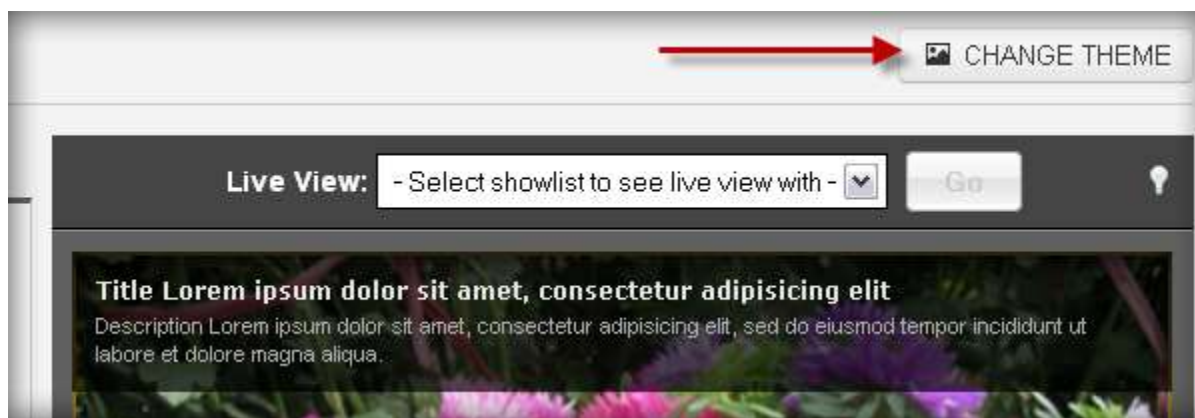 CHANGE THEME
Live View: - Select showlist to see live view with - Go
Title Lorem ipsum dolor sit amet, consectetur adipisicing elit
Description Lorem ipsum dolor sit amet, consectetur adipisicing elit, sed do eiusmod tempor incididunt ut
labore et dolore magna aliqua.